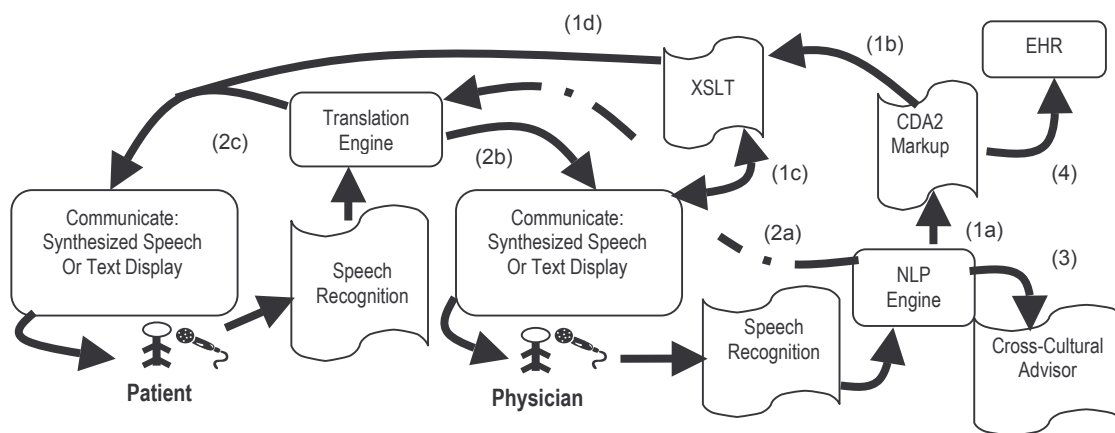 (1d)
(1b)
EHR
XSLT
CDA2
Markup
Translation
Engine
(2c)
(2b)
(1c)
(4)
Communicate:
Synthesized Speech
Or Text Display
Speech
Recognition
Communicate:
Synthesized Speech
Or Text Display
(2a)
(1a)
(3)
NLP
Engine
Speech
Recognition
Cross-Cultural
Advisor
Patient
Physician